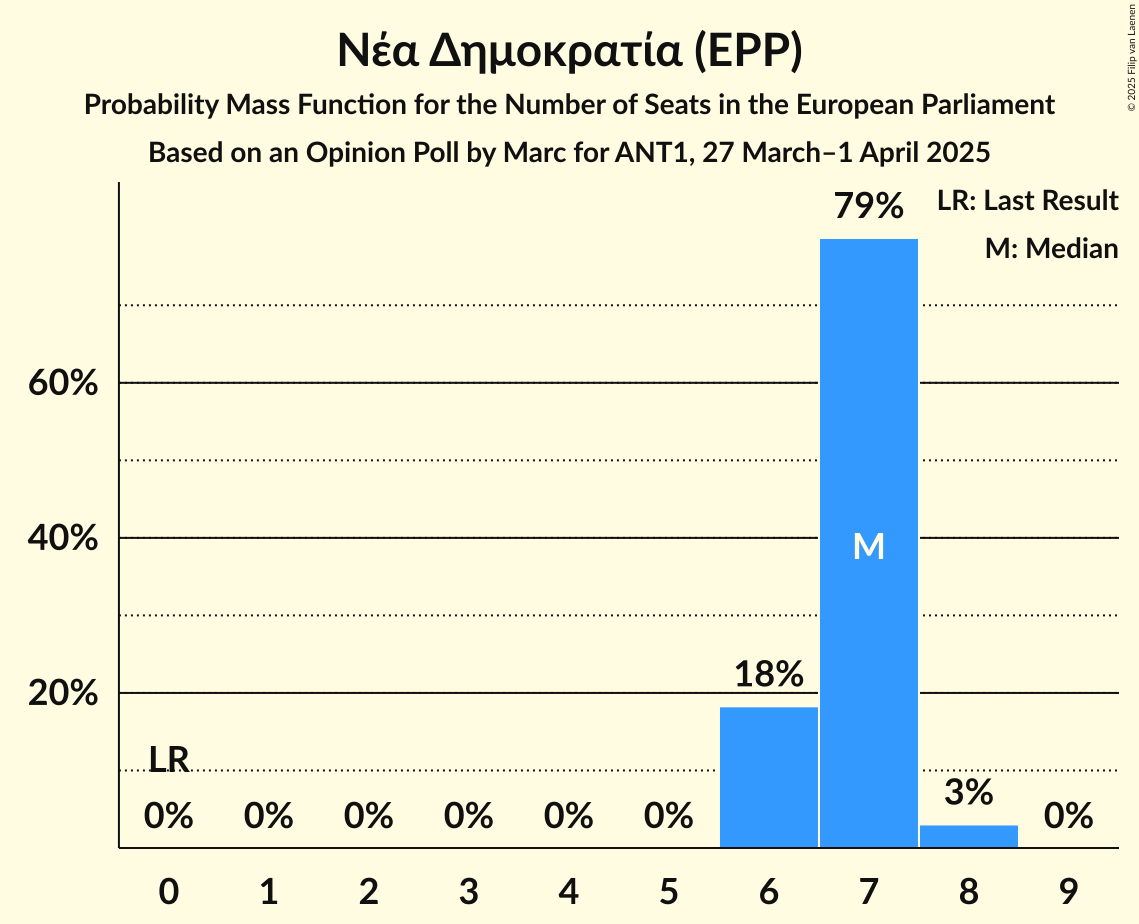 Νέα Δημοκρατία (EPP)
Probability Mass Function for the Number of Seats in the European Parliament
Based on an Opinion Poll by Marc for ANT1, 27 March–1 April 2025
© 2025 Filip van Laenen
LR: Last Result
M: Median
79%
60%
40%
M
20%
18%
LR
0% 0% 0% 0% 0% 0% 3% 0%
0 1 2 3 4 5 6 7 8 9